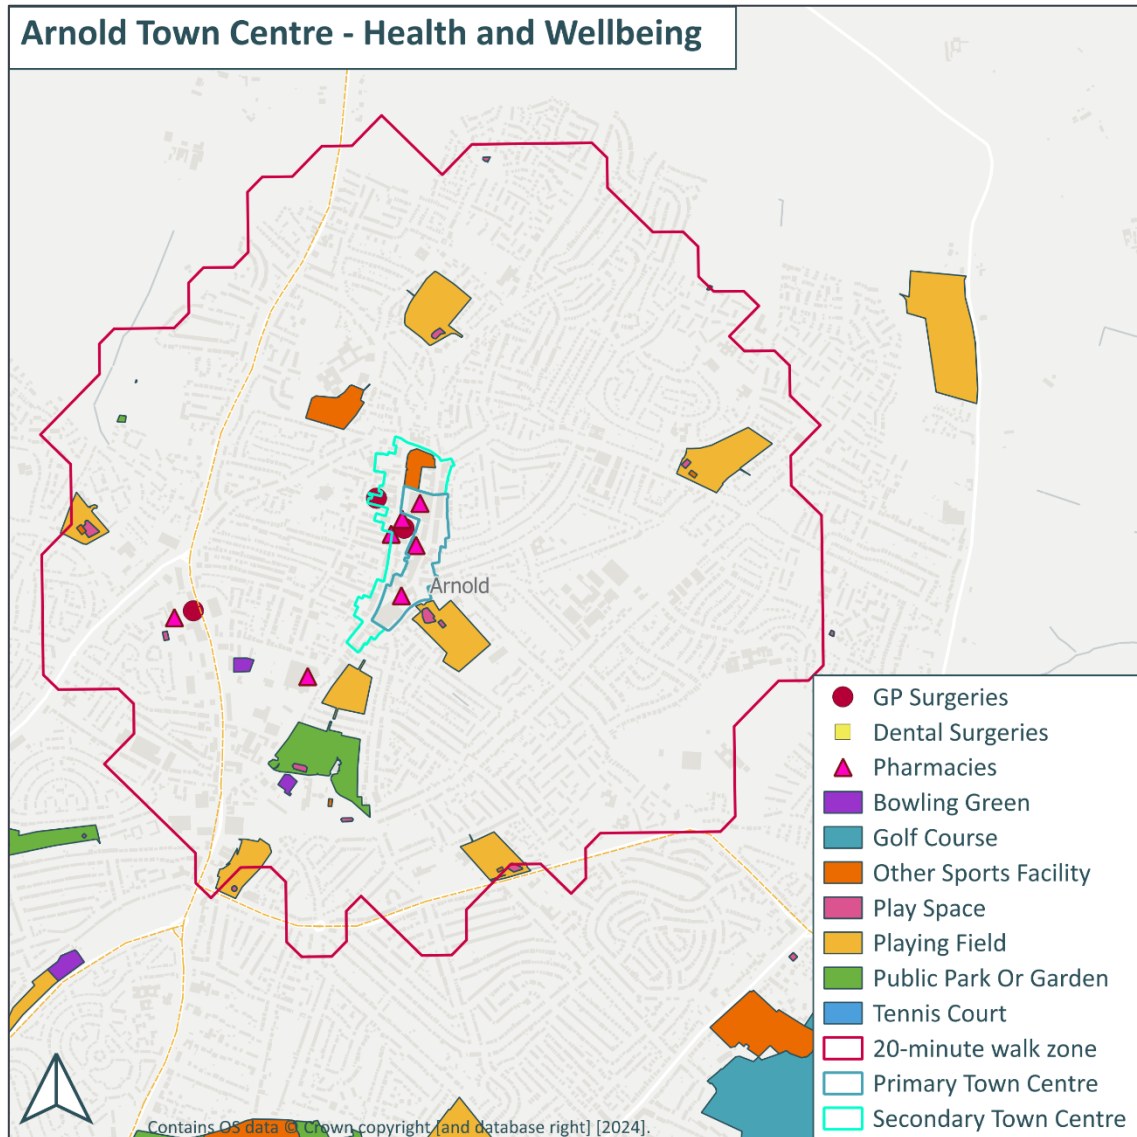 Arnold Town Centre - Health and Wellbeing
Arnold
GP Surgeries
Dental Surgeries
Pharmacies
Bowling Green
Golf Course
Other Sports Facility
Play Space
Playing Field
Public Park Or Garden
Tennis Court
20-minute walk zone
Primary Town Centre
Secondary Town Centre
Contains OS data © Crown copyright [and database right] [2024].